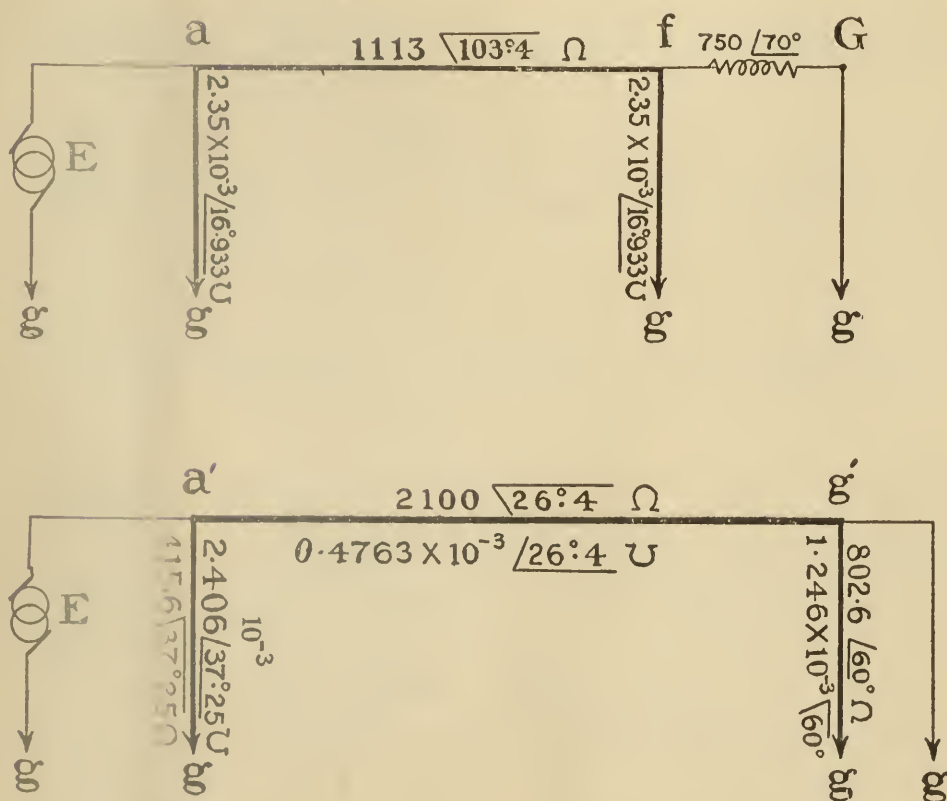 a
1113 \103°.4 Ω
f
750 /70°
G
E
2·35 X 10⁻³ /16°.933 ℧
2·35 X 10⁻³ /16°.933 ℧
a'
2100 \26°.4 Ω
0·4763 X 10⁻³ /26°.4 ℧
E
2·406 /37°.25 ℧
10⁻³
802·6 /60° Ω
1·246 X 10⁻³ \60°